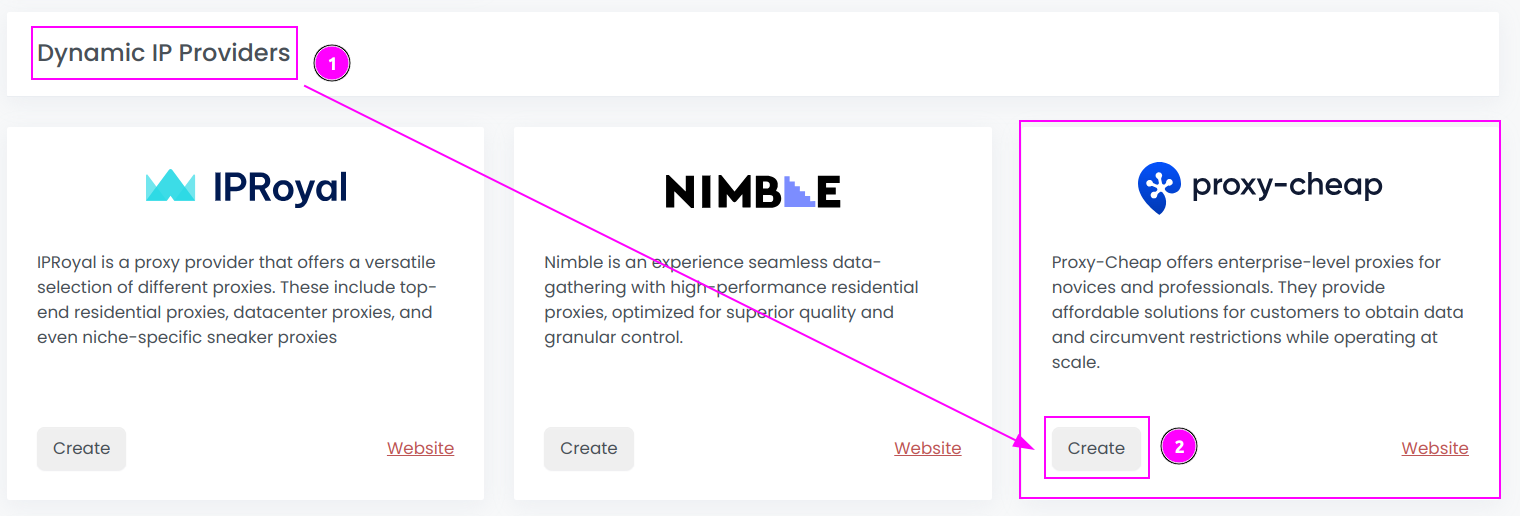 Dynamic IP Providers
1
IPRoyal
IPRoyal is a proxy provider that offers a versatile
selection of different proxies. These include top-
end residential proxies, datacenter proxies, and
even niche-specific sneaker proxies
Create
Website
NIMBLE
Nimble is an experience seamless data-
gathering with high-performance residential
proxies, optimized for superior quality and
granular control.
Create
Website
proxy-cheap
Proxy-Cheap offers enterprise-level proxies for
novices and professionals. They provide
affordable solutions for customers to obtain data
and circumvent restrictions while operating at
scale.
Create
2
Website